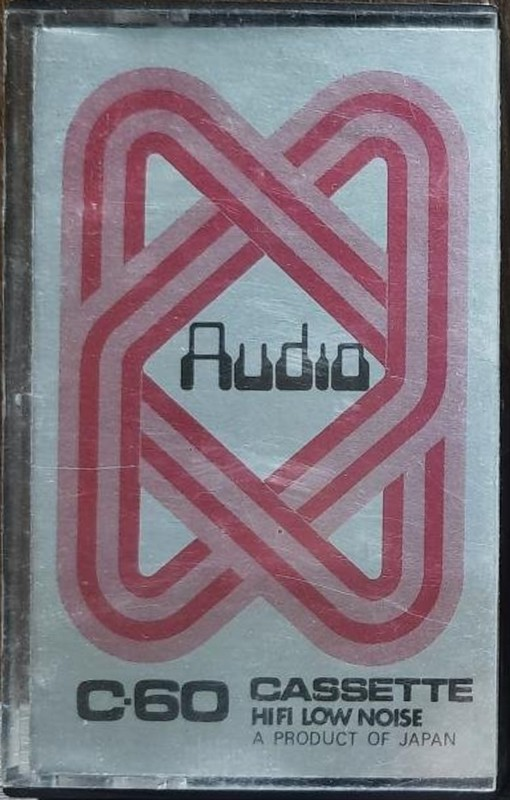 Audio
C·60
CASSETTE
HIFI LOW NOISE
A PRODUCT OF JAPAN